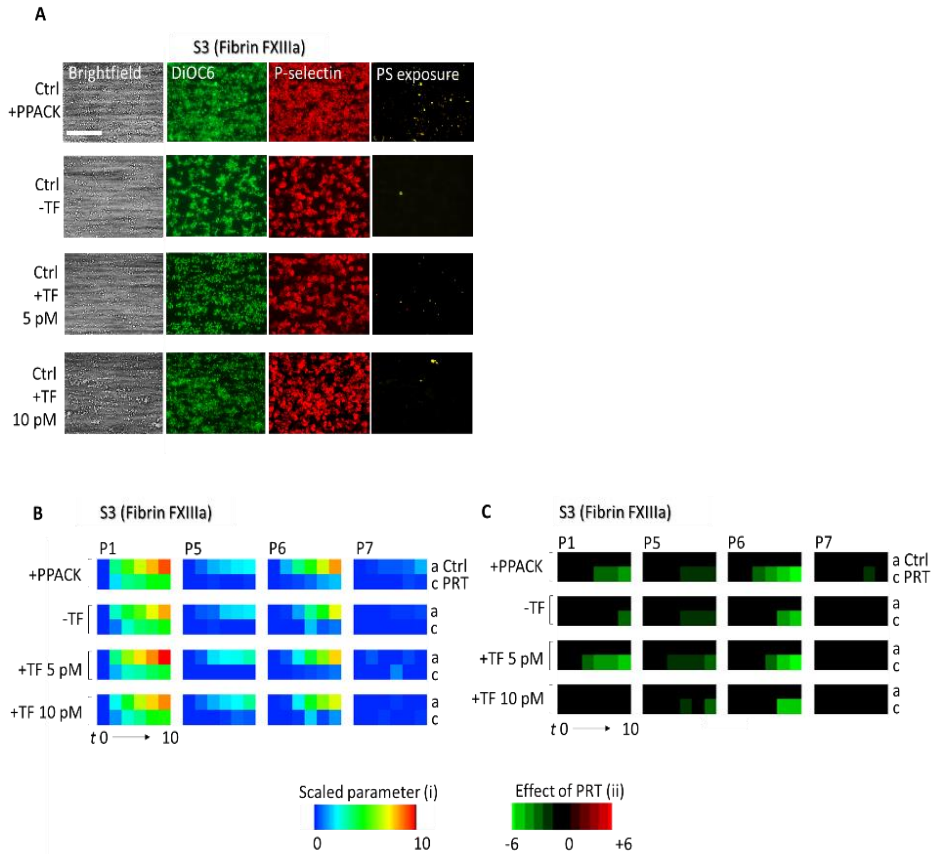 A
S3 (Fibrin FXIIIa)
Brightfield DiOC6 P-selectin PS exposure
Ctrl
+PPACK
Ctrl
-TF
Ctrl
+TF
5 pM
Ctrl
+TF
10 pM
B S3 (Fibrin FXIIIa)
P1 P5 P6 P7
+PPACK a Ctrl
c PRT
-TF a
c
+TF 5 pM a
c
+TF 10 pM a
c
t 0 10
Scaled parameter (i)
0 10
C S3 (Fibrin FXIIIa)
P1 P5 P6 P7
+PPACK a Ctrl
c PRT
-TF a
c
+TF 5 pM a
c
+TF 10 pM a
c
t 0 10
Effect of PRT (ii)
-6 0 +6